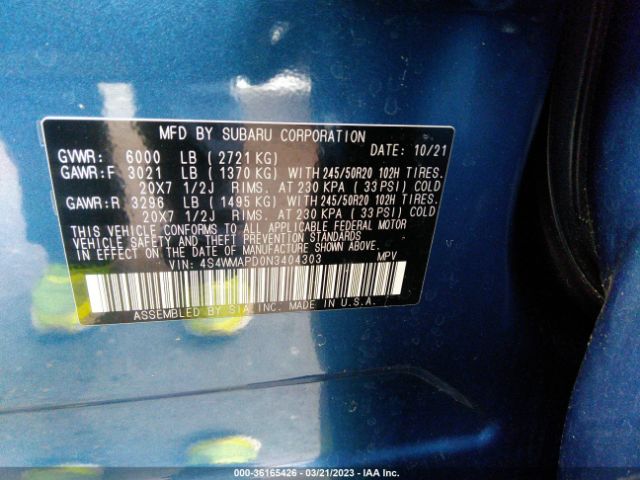 MFD BY SUBARU CORPORATION
GVWR: 6000 LB (2721 KG) DATE: 10/21
GAWR:F 3021 LB (1370 KG) WITH 245/50R20 102H TIRES.
20X7 1/2J RIMS. AT 230 KPA (33 PSI) COLD
GAWR:R 3296 LB (1495 KG) WITH 245/50R20 102H TIRES.
20X7 1/2J RIMS. AT 230 KPA (33 PSI) COLD
THIS VEHICLE CONFORMS TO ALL APPLICABLE FEDERAL MOTOR
VEHICLE SAFETY AND THEFT PREVENTION STANDARDS
IN EFFECT ON THE DATE OF MANUFACTURE SHOWN ABOVE.
VIN: 4S4WMAPD0N3404303 MPV
ASSEMBLED BY SIA,INC. MADE IN U.S.A.
000-36165426 - 03/21/2023 - IAA Inc.